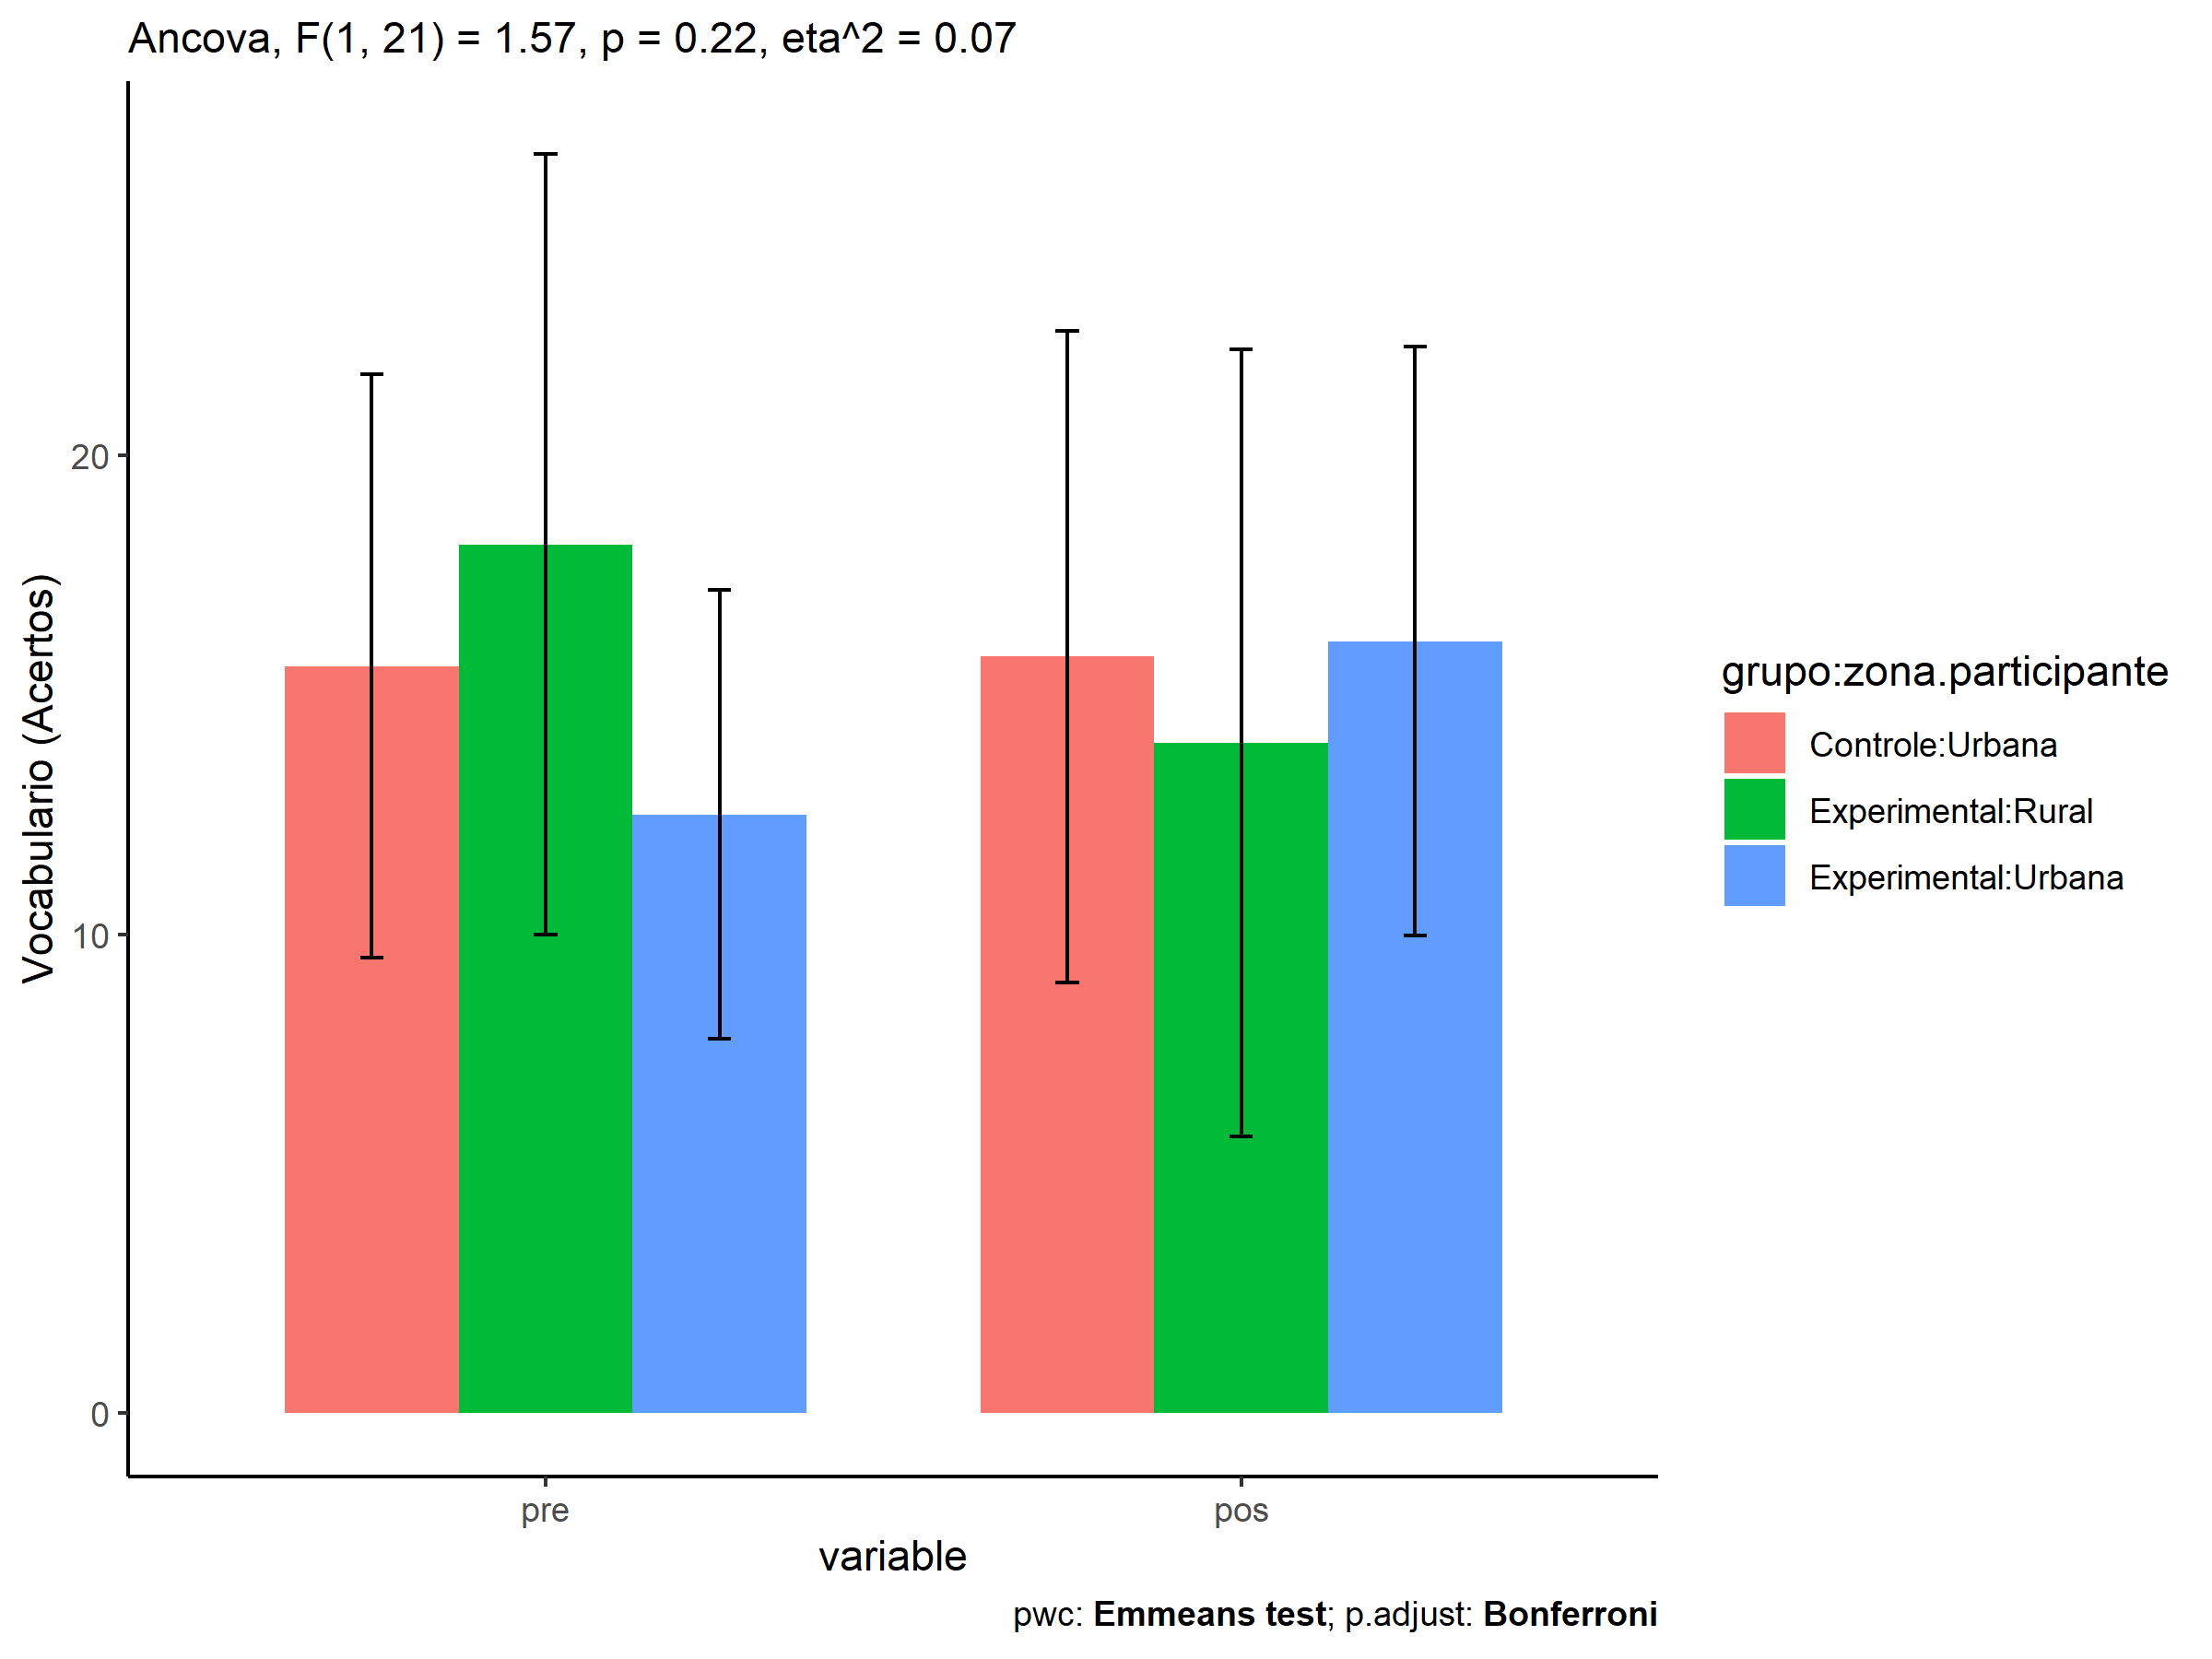 Ancova, F(1, 21) = 1.57, p = 0.22, eta^2 = 0.07
Vocabulario (Acertos)
20
10
0
pre
pos
variable
grupo:zona.participante
Controle:Urbana
Experimental:Rural
Experimental:Urbana
pwc: Emmeans test; p.adjust: Bonferroni